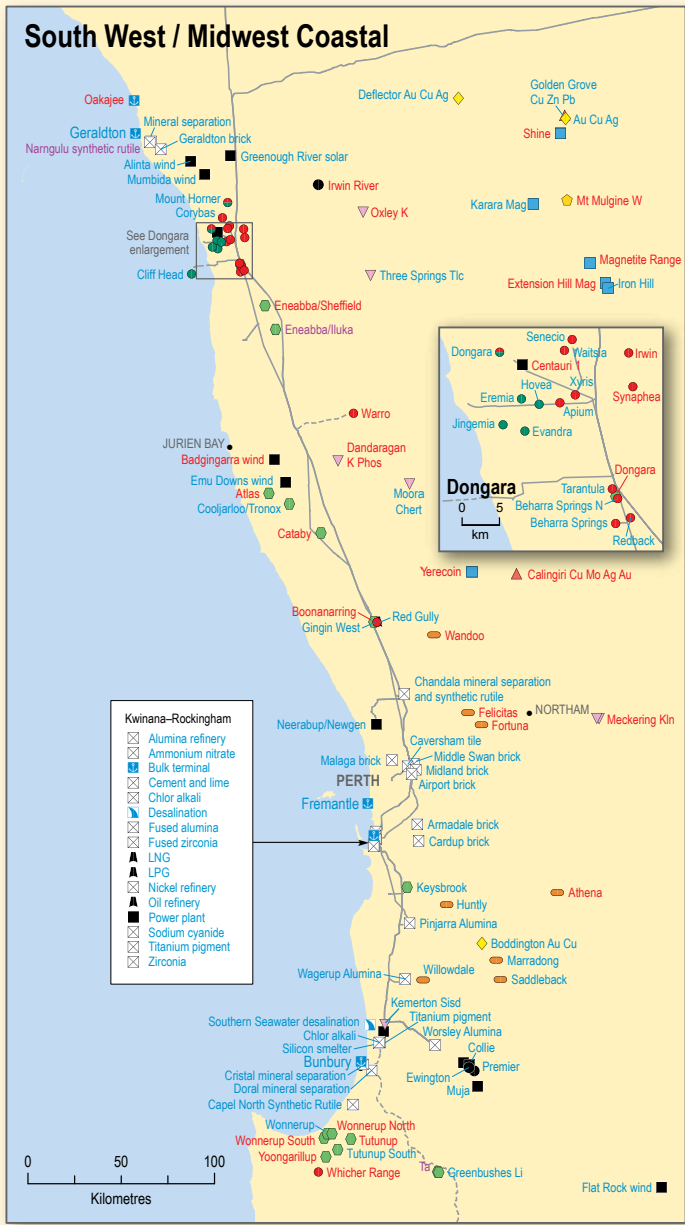 South West / Midwest Coastal
Oakajee
Deflector Au Cu Ag
Golden Grove
Cu Zn Pb
Au Cu Ag
Geraldton
Mineral separation
Geraldton brick
Shine
Narngulu synthetic rutile
Alinta wind
Greenough River solar
Mumbida wind
Irwin River
Mount Horner
Corybas
Oxley K
Karara Mag
Mt Mulgine W
See Dongara
enlargement
Cliff Head
Three Springs Tlc
Magnetite Range
Extension Hill Mag
Iron Hill
Eneabba/Sheffield
Eneabba/Iluka
Senecio
Dongara
Waitsia
Irwin
Centauri 1
Hovea
Xyris
Synaphea
Eremia
Apium
Jingemia
Evandra
Dongara
Dongara
Tarantula
Beharra Springs N
Beharra Springs
Redback
0
5
km
Warro
JURIEN BAY
Badgingarra wind
Dandaragan
K Phos
Emu Downs wind
Atlas
Cooljarloo/Tronox
Moora
Chert
Cataby
Yerecoin
Calingiri Cu Mo Ag Au
Boonanarring
Gingin West
Red Gully
Wandoo
Chandala mineral separation
and synthetic rutile
Felicitas
NORTHAM
Fortuna
Meckering Kln
Neerabup/Newgen
Caversham tile
Malaga brick
Middle Swan brick
Midland brick
PERTH
Airport brick
Fremantle
Armadale brick
Cardup brick
Kwinana–Rockingham
Alumina refinery
Ammonium nitrate
Bulk terminal
Cement and lime
Chlor alkali
Desalination
Fused alumina
Fused zirconia
LNG
LPG
Nickel refinery
Oil refinery
Power plant
Sodium cyanide
Titanium pigment
Zirconia
Keysbrook
Athena
Huntly
Pinjarra Alumina
Boddington Au Cu
Marradong
Wagerup Alumina
Willowdale
Saddleback
Kemerton Sisd
Southern Seawater desalination
Titanium pigment
Chlor alkali
Worsley Alumina
Silicon smelter
Collie
Bunbury
Premier
Cristal mineral separation
Ewington
Doral mineral separation
Muja
Capel North Synthetic Rutile
Wonnerup
Wonnerup North
Wonnerup South
Tutunup
Yoongarillup
Tutunup South
Ta
Whicher Range
Greenbushes Li
Flat Rock wind
0
50
100
Kilometres